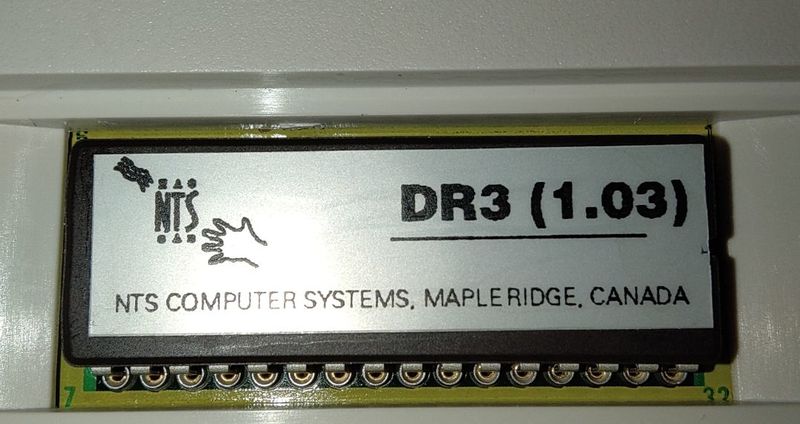 NTS
DR3 (1.03)
NTS COMPUTER SYSTEMS, MAPLE RIDGE, CANADA
7
32